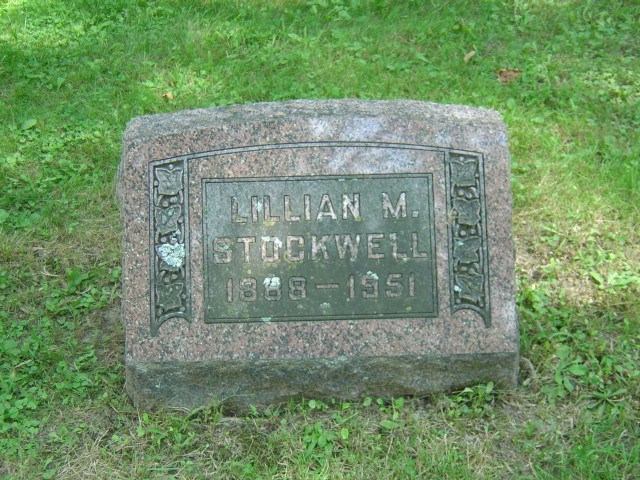 LILLIAN M.
STOCKWELL
1868 – 1951